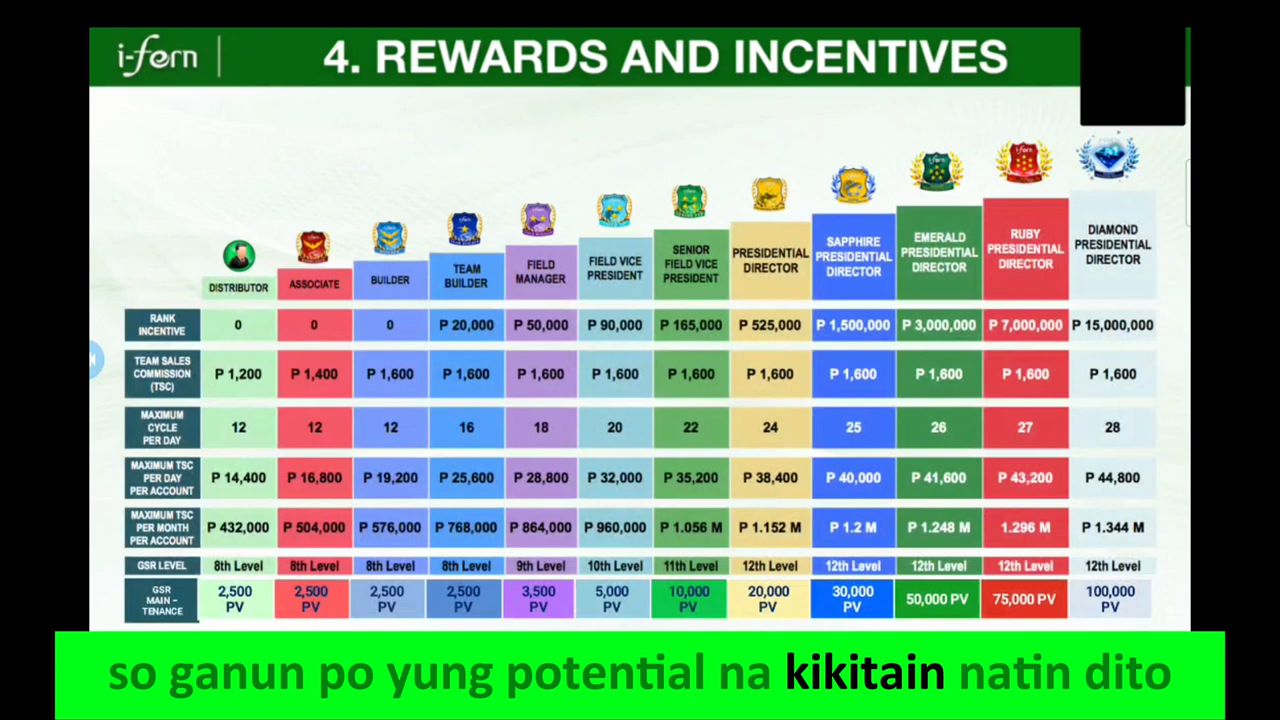 i-fern
4. REWARDS AND INCENTIVES
DISTRIBUTOR
ASSOCIATE
BUILDER
TEAM
BUILDER
FIELD
MANAGER
FIELD VICE
PRESIDENT
SENIOR
FIELD VICE
PRESIDENT
PRESIDENTIAL
DIRECTOR
SAPPHIRE
PRESIDENTIAL
DIRECTOR
EMERALD
PRESIDENTIAL
DIRECTOR
RUBY
PRESIDENTIAL
DIRECTOR
DIAMOND
PRESIDENTIAL
DIRECTOR
RANK
INCENTIVE
0 0 0 P 20,000 P 50,000 P 90,000 P 165,000 P 525,000 P 1,500,000 P 3,000,000 P 7,000,000 P 15,000,000
TEAM SALES
COMMISSION
(TSC)
P 1,200 P 1,400 P 1,600 P 1,600 P 1,600 P 1,600 P 1,600 P 1,600 P 1,600 P 1,600 P 1,600 P 1,600
MAXIMUM
CYCLE
PER DAY
12 12 12 16 18 20 22 24 25 26 27 28
MAXIMUM TSC
PER DAY
PER ACCOUNT
P 14,400 P 16,800 P 19,200 P 25,600 P 28,800 P 32,000 P 35,200 P 38,400 P 40,000 P 41,600 P 43,200 P 44,800
MAXIMUM TSC
PER MONTH
PER ACCOUNT
P 432,000 P 504,000 P 576,000 P 768,000 P 864,000 P 960,000 P 1.056 M P 1.152 M P 1.2 M P 1.248 M 1.296 M P 1.344 M
GSR LEVEL 8th Level 8th Level 8th Level 8th Level 9th Level 10th Level 11th Level 12th Level 12th Level 12th Level 12th Level 12th Level
GSR
MAIN –
TENANCE
2,500 PV 2,500 PV 2,500 PV 2,500 PV 3,500 PV 5,000 PV 10,000 PV 20,000 PV 30,000 PV 50,000 PV 75,000 PV 100,000 PV
so ganun po yung potential na kikitain natin dito